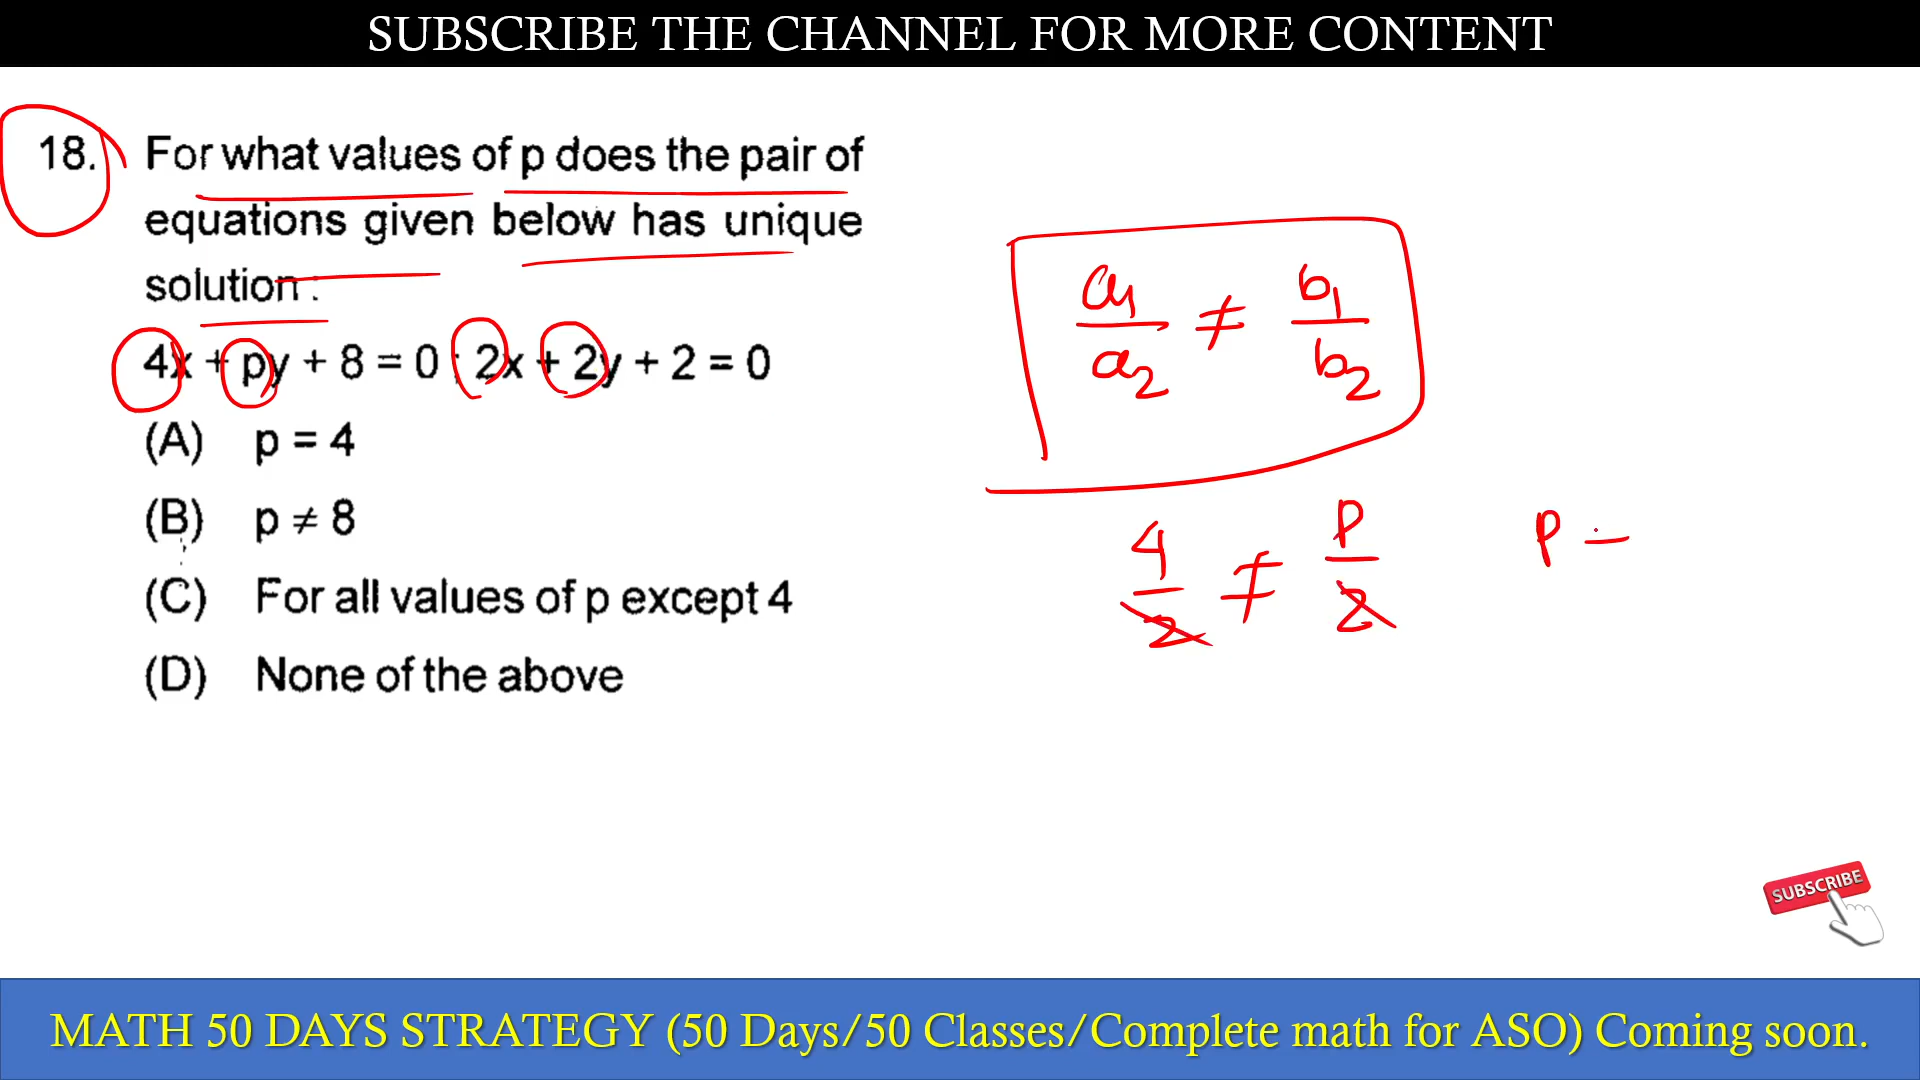 SUBSCRIBE THE CHANNEL FOR MORE CONTENT
18. For what values of p does the pair of
equations given below has unique
solution :
4x + py + 8 = 0 ; 2x + 2y + 2 = 0
(A) p = 4
(B) p ≠ 8
(C) For all values of p except 4
(D) None of the above
a1/a2 ≠ b1/b2
4/2 ≠ p/2
p =
SUBSCRIBE
MATH 50 DAYS STRATEGY (50 Days/50 Classes/Complete math for ASO) Coming soon.